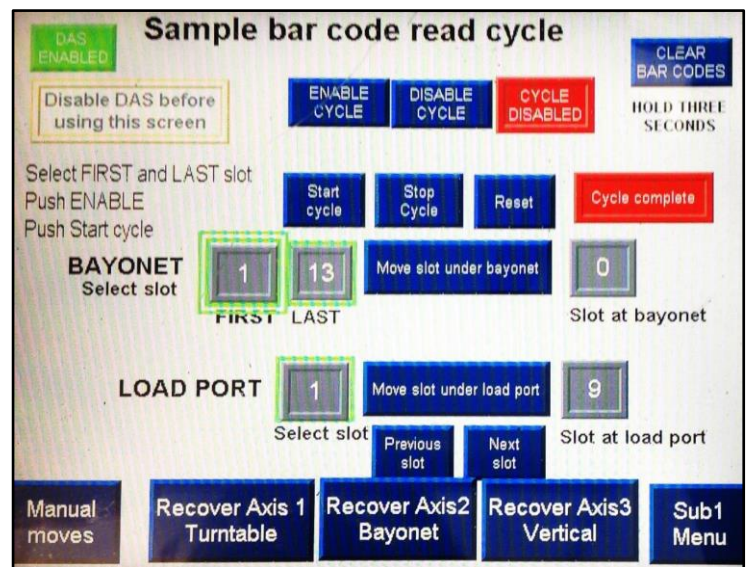 DAS
ENABLED
Sample bar code read cycle
CLEAR
BAR CODES
Disable DAS before
using this screen
ENABLE
CYCLE
DISABLE
CYCLE
CYCLE
DISABLED
HOLD THREE
SECONDS
Select FIRST and LAST slot
Push ENABLE
Push Start cycle
Start
cycle
Stop
Cycle
Reset
Cycle complete
BAYONET
Select slot
1
13
Move slot under bayonet
0
FIRST LAST
Slot at bayonet
LOAD PORT
1
Move slot under load port
9
Select slot
Previous
slot
Next
slot
Slot at load port
Manual
moves
Recover Axis 1
Turntable
Recover Axis2
Bayonet
Recover Axis3
Vertical
Sub1
Menu